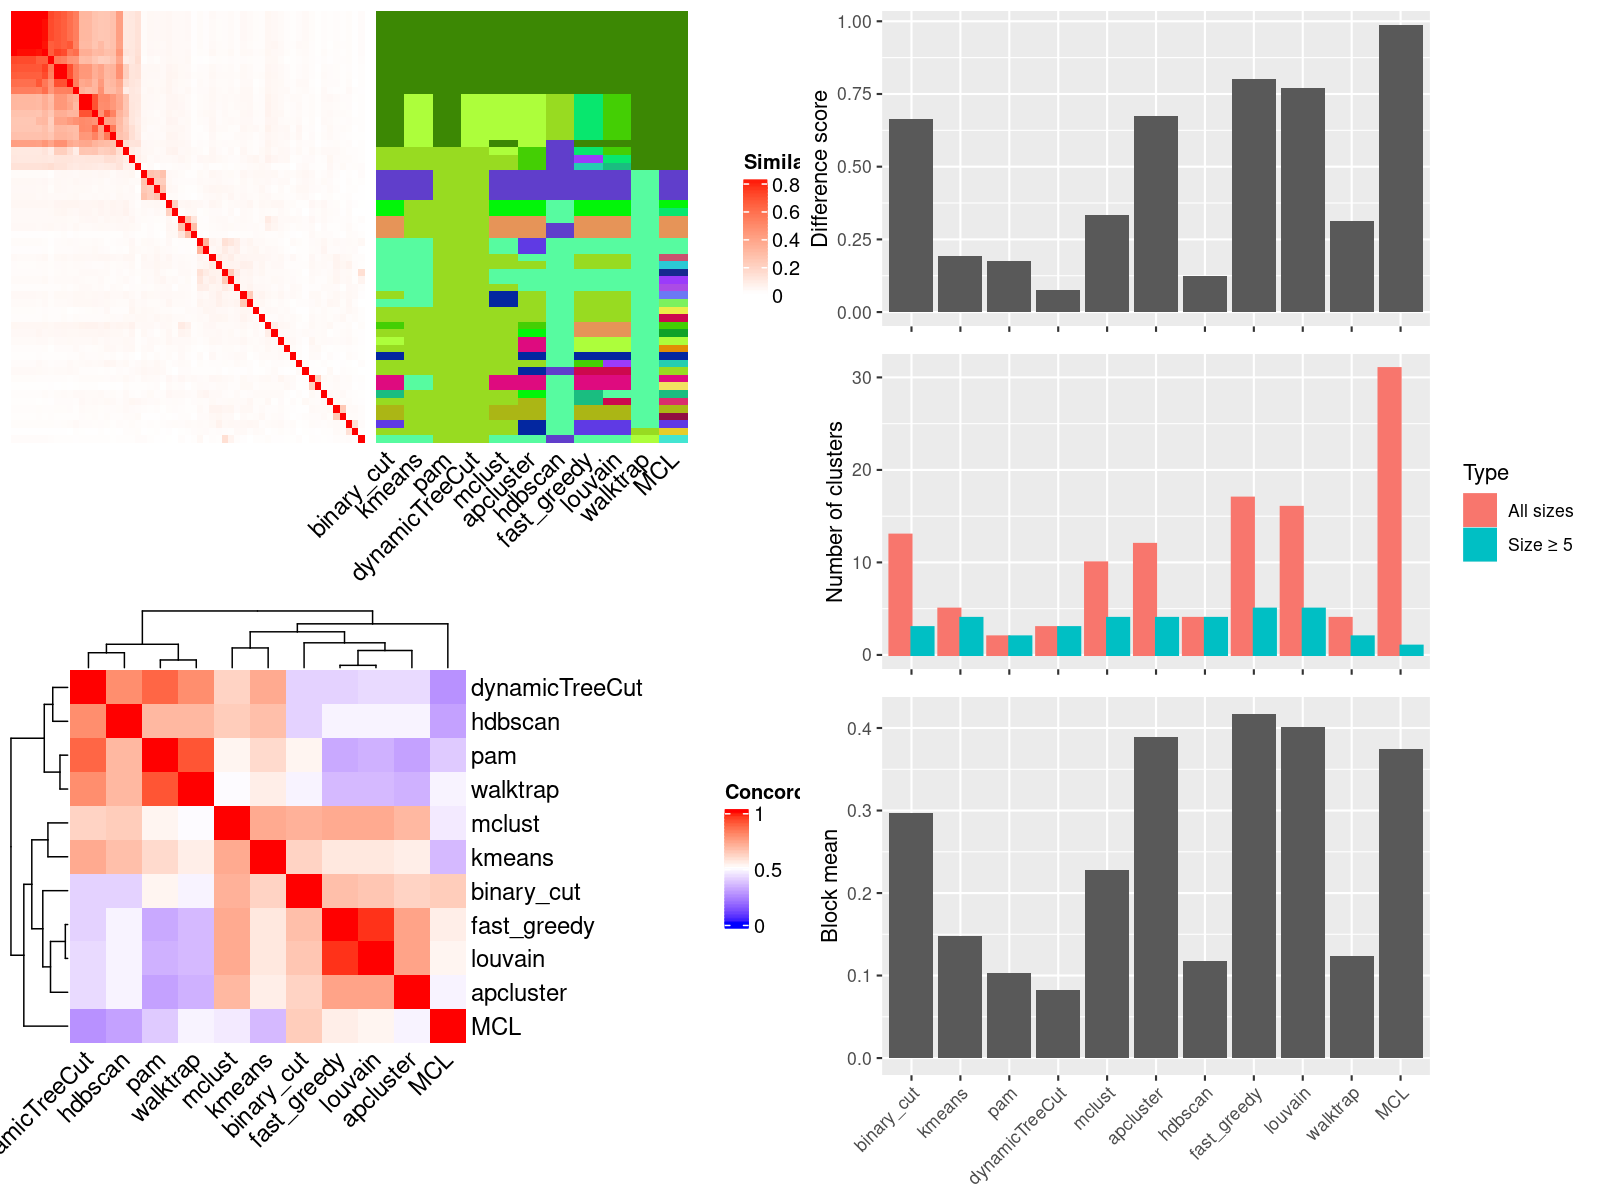 Simila
0.8
0.6
0.4
0.2
0
binary_cut
kmeans
pam
dynamicTreeCut
mclust
apcluster
hdbscan
fast_greedy
louvain
walktrap
MCL
Difference score
1.00
0.75
0.50
0.25
0.00
Number of clusters
30
20
10
0
Type
All sizes
Size ≥ 5
Block mean
0.4
0.3
0.2
0.1
0.0
binary_cut
kmeans
pam
dynamicTreeCut
mclust
apcluster
hdbscan
fast_greedy
louvain
walktrap
MCL
dynamicTreeCut
hdbscan
pam
walktrap
mclust
kmeans
binary_cut
fast_greedy
louvain
apcluster
MCL
Concord
1
0.5
0
amicTreeCut
hdbscan
pam
walktrap
mclust
kmeans
binary_cut
fast_greedy
louvain
apcluster
MCL